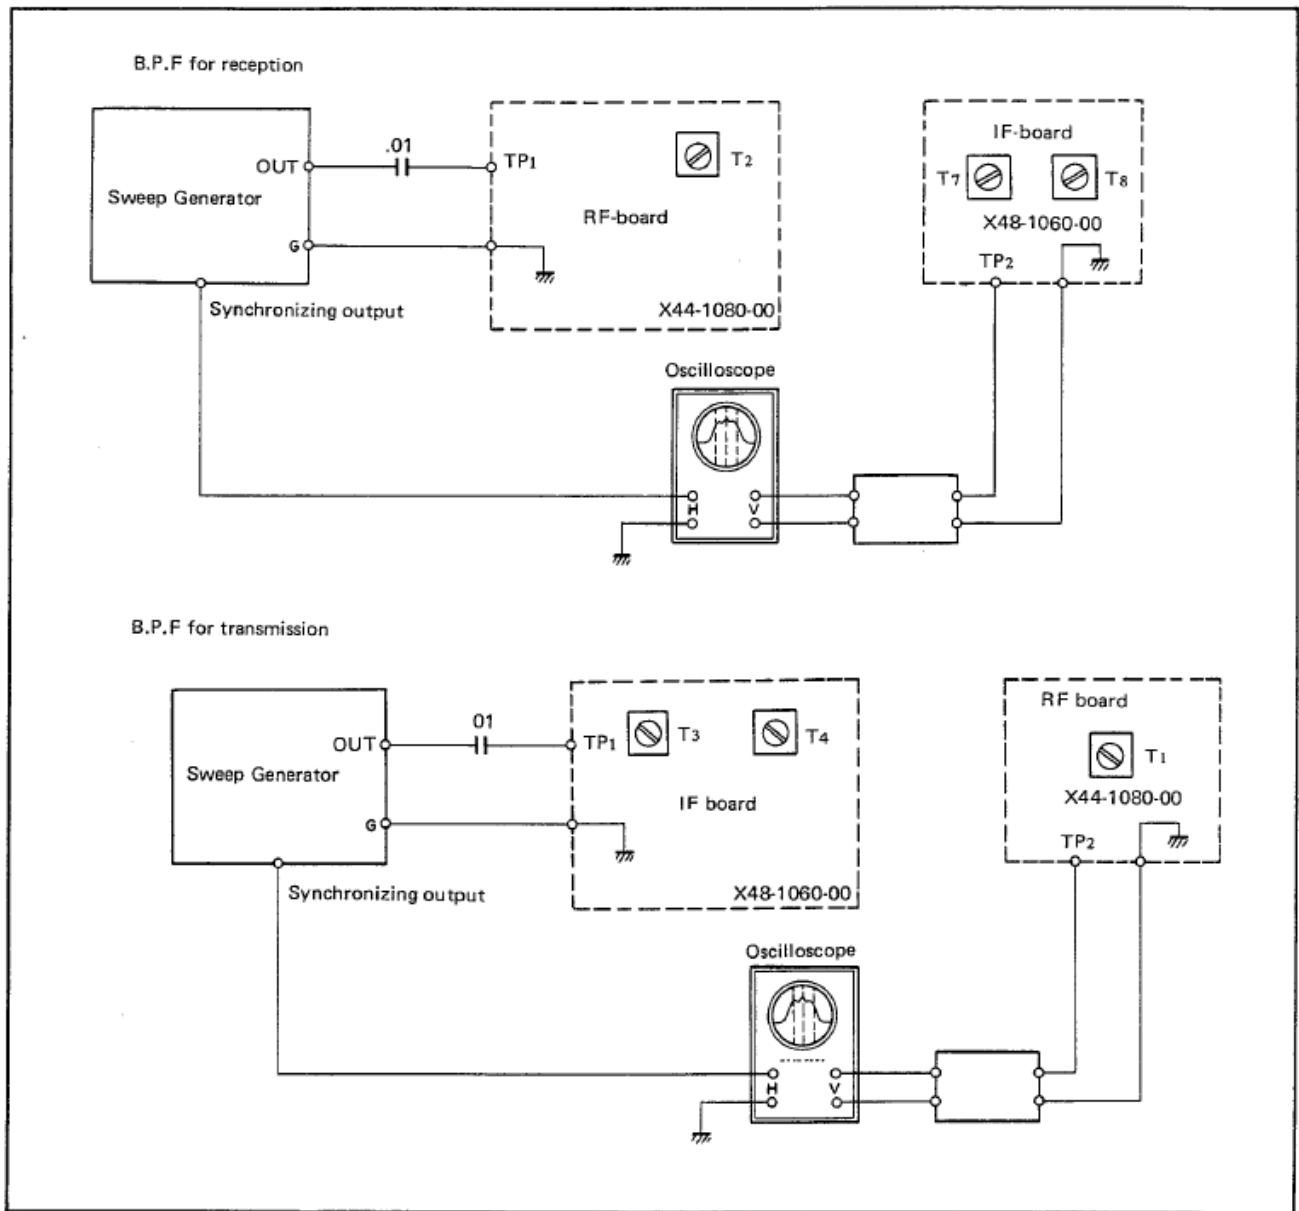 B.P.F for reception
Sweep Generator
OUT
G
.01
TP1
T2
RF-board
X44-1080-00
Synchronizing output
IF-board
T7
T8
X48-1060-00
TP2
Oscilloscope
H
V
B.P.F for transmission
Sweep Generator
OUT
G
01
TP1
T3
T4
IF board
X48-1060-00
Synchronizing output
RF board
T1
X44-1080-00
TP2
Oscilloscope
H
V